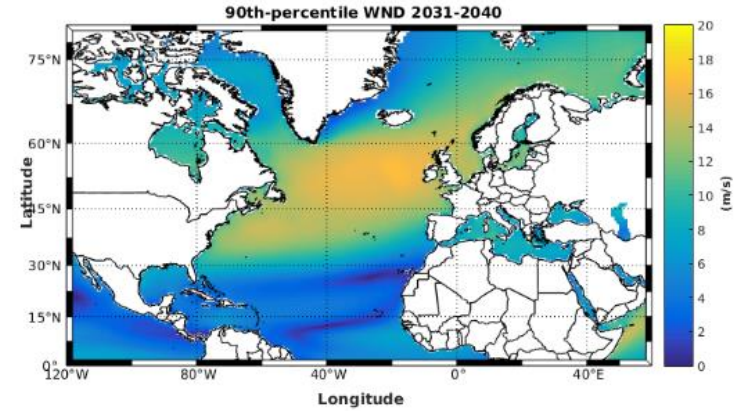 90th-percentile WND 2031-2040
75°N
60°N
45°N
30°N
15°N
0°
120°W
80°W
40°W
0°
40°E
Latitude
Longitude
20
18
16
14
12
10
8
6
4
2
0
(m/s)